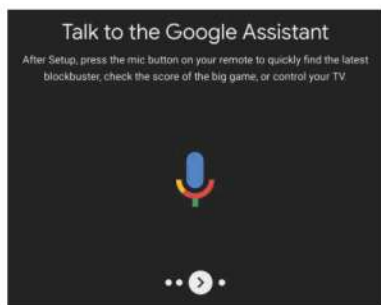 Talk to the Google Assistant
After Setup, press the mic button on your remote to quickly find the latest
blockbuster, check the score of the big game, or control your TV.